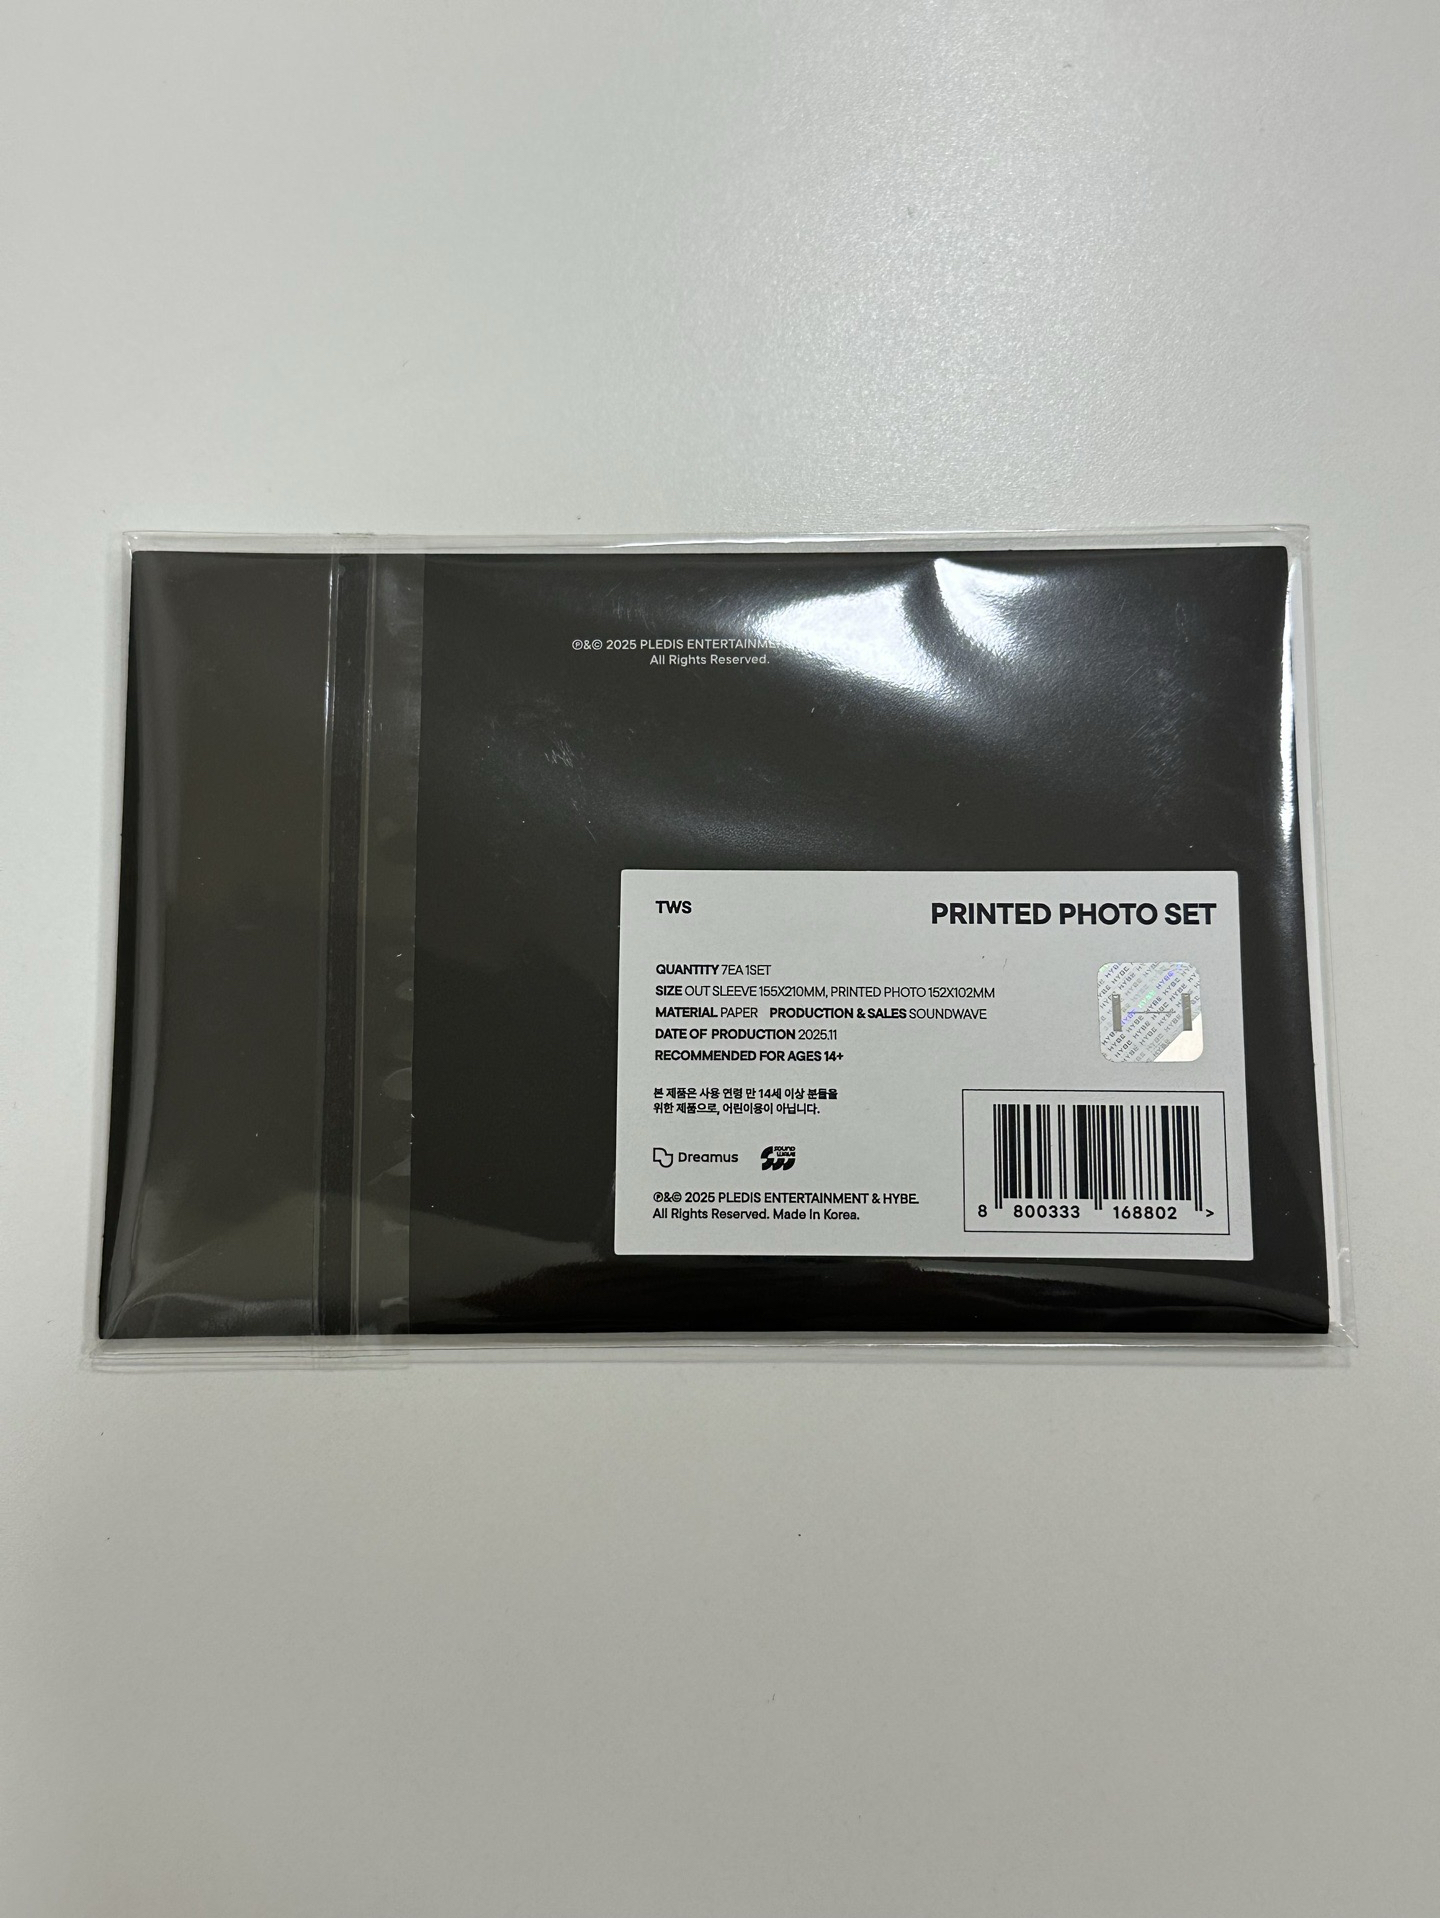 ℗&© 2025 PLEDIS ENTERTAINME
All Rights Reserved.
TWS
PRINTED PHOTO SET
QUANTITY 7EA 1SET
SIZE OUT SLEEVE 155X210MM, PRINTED PHOTO 152X102MM
MATERIAL PAPER PRODUCTION & SALES SOUNDWAVE
DATE OF PRODUCTION 2025.11
RECOMMENDED FOR AGES 14+
본 제품은 사용 연령 만 14세 이상 분들을
위한 제품으로, 어린이용이 아닙니다.
Dreamus SOUND WAVE
℗&© 2025 PLEDIS ENTERTAINMENT & HYBE.
All Rights Reserved. Made In Korea.
HYBE
8 800333 168802 >